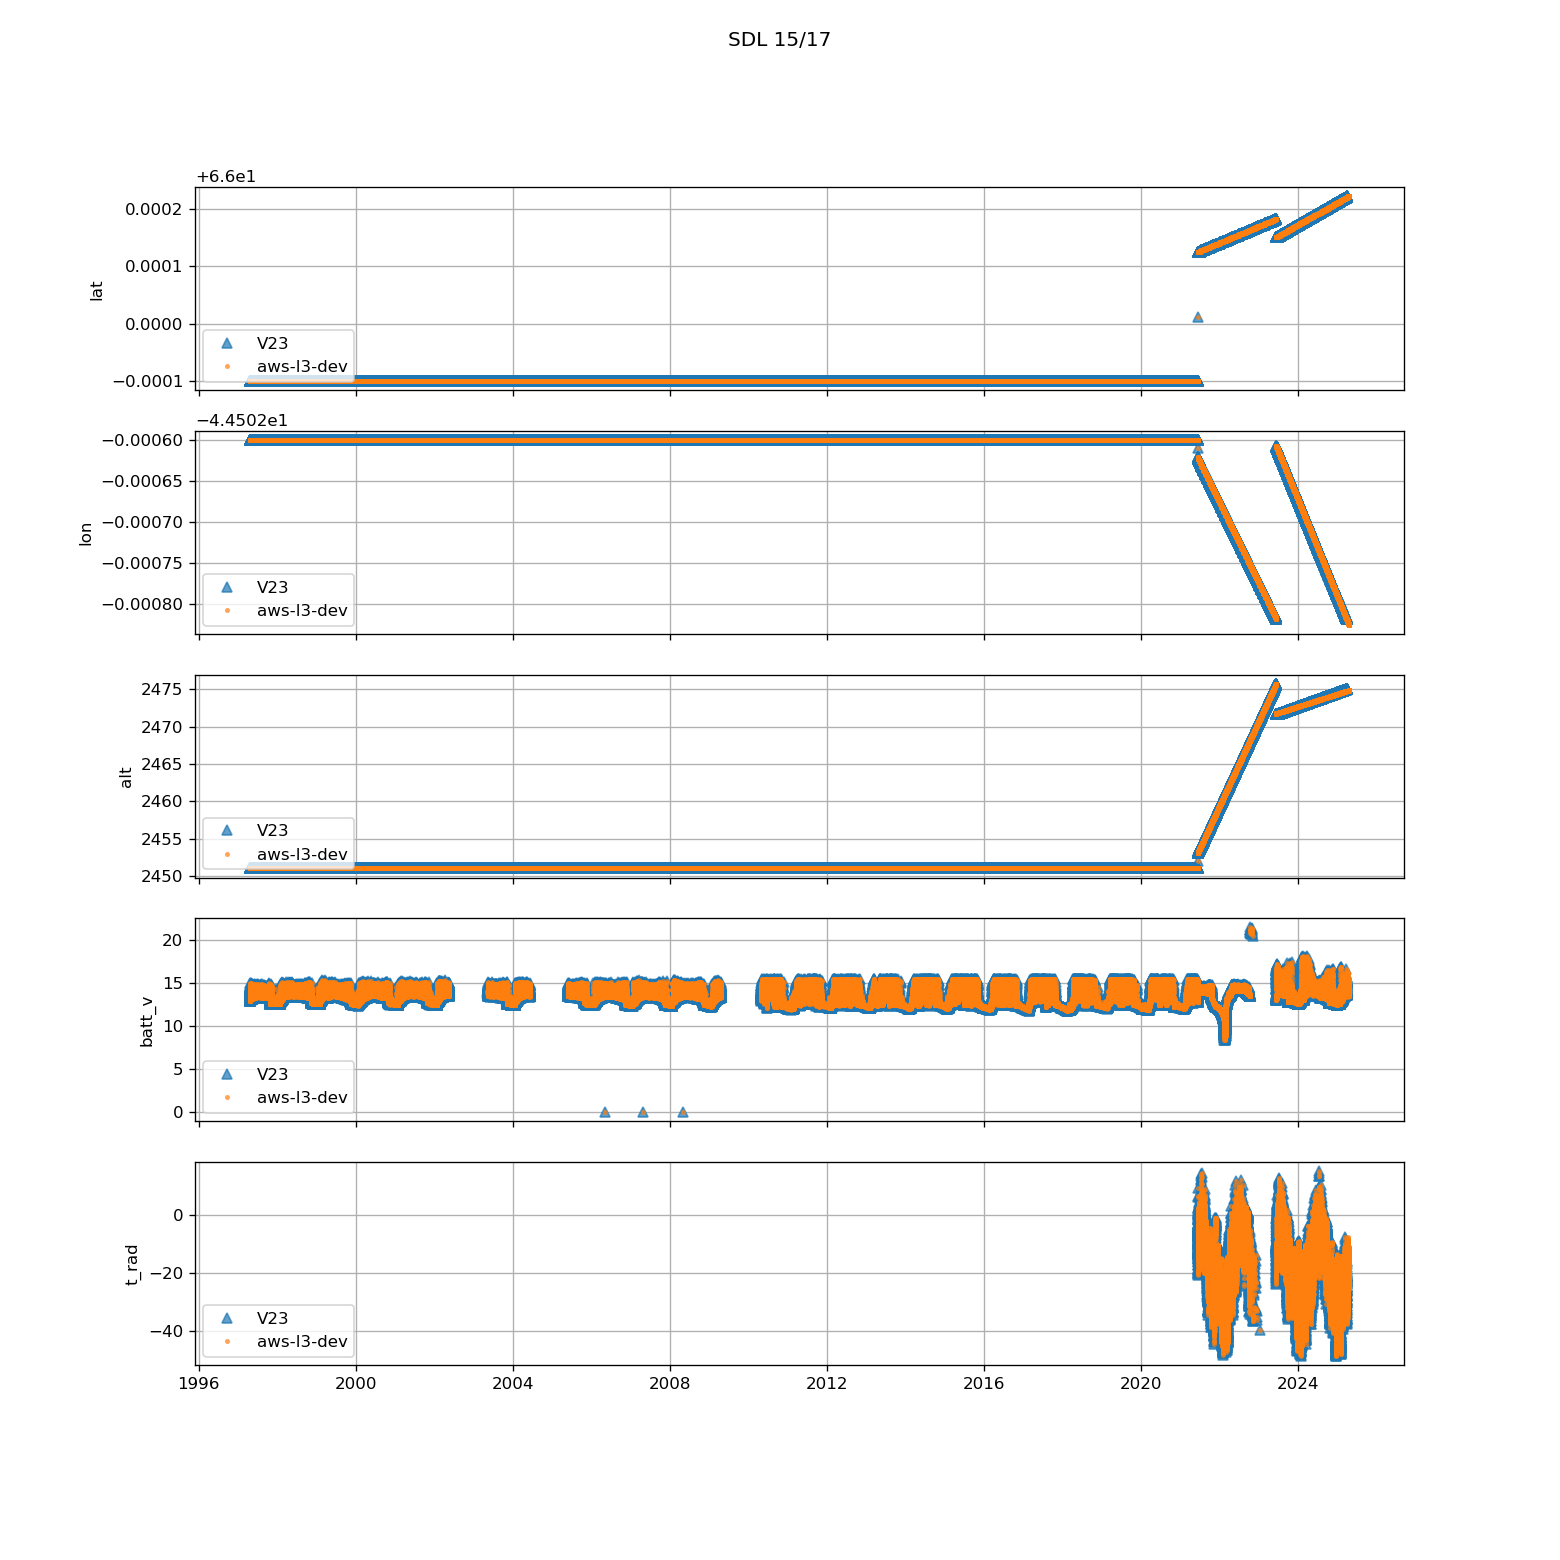 SDL 15/17
+6.6e1
0.0002
0.0001
0.0000
−0.0001
lat
V23
aws-l3-dev
−4.4502e1
−0.00060
−0.00065
−0.00070
−0.00075
−0.00080
lon
V23
aws-l3-dev
2475
2470
2465
2460
2455
2450
alt
V23
aws-l3-dev
20
15
10
5
0
batt_v
V23
aws-l3-dev
0
−20
−40
t_rad
V23
aws-l3-dev
1996 2000 2004 2008 2012 2016 2020 2024